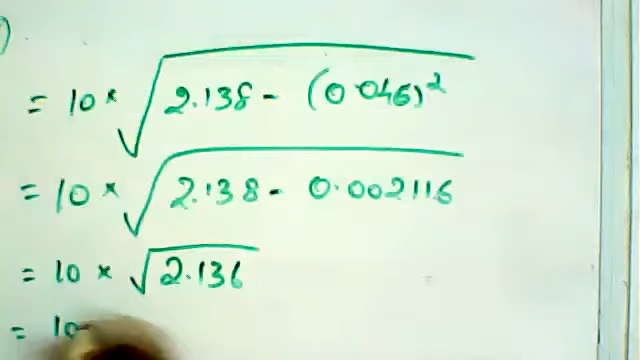 = 10 × √2.138 - (0.046)²
= 10 × √2.138 - 0.002116
= 10 × √2.136
= 10